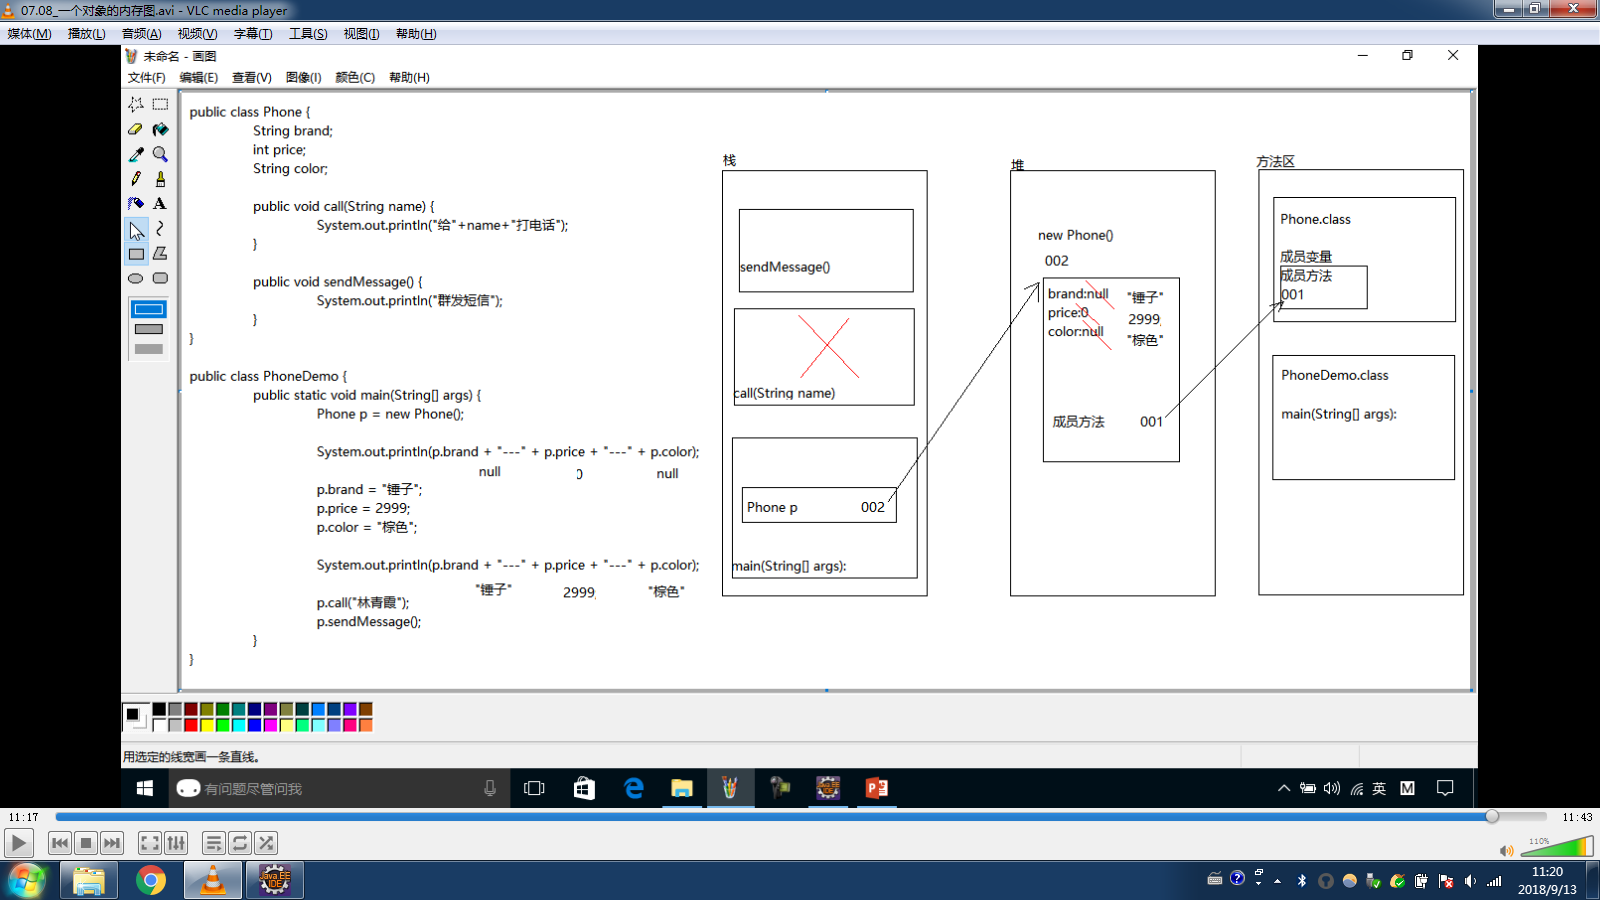 07.08_一个对象的内存图.avi - VLC media player
媒体(M) 播放(L) 音频(A) 视频(V) 字幕(T) 工具(S) 视图(I) 帮助(H)
未命名 - 画图
文件(F) 编辑(E) 查看(V) 图像(I) 颜色(C) 帮助(H)
public class Phone {
String brand;
int price;
String color;
public void call(String name) {
System.out.println("给"+name+"打电话");
}
public void sendMessage() {
System.out.println("群发短信");
}
}
public class PhoneDemo {
public static void main(String[] args) {
Phone p = new Phone();
System.out.println(p.brand + "---" + p.price + "---" + p.color);
null 0 null
p.brand = "锤子";
p.price = 2999;
p.color = "棕色";
System.out.println(p.brand + "---" + p.price + "---" + p.color);
"锤子" 2999, "棕色"
p.call("林青霞");
p.sendMessage();
}
}
栈
sendMessage()
call(String name)
Phone p 002
main(String[] args):
堆
new Phone()
002
brand:null "锤子"
price:0 2999,
color:null "棕色"
成员方法 001
方法区
Phone.class
成员变量
成员方法
001
PhoneDemo.class
main(String[] args):
用选定的线宽画一条直线。
有问题尽管问我
英 M
11:17 11:43
110%
Java EE
IDE
11:20
2018/9/13